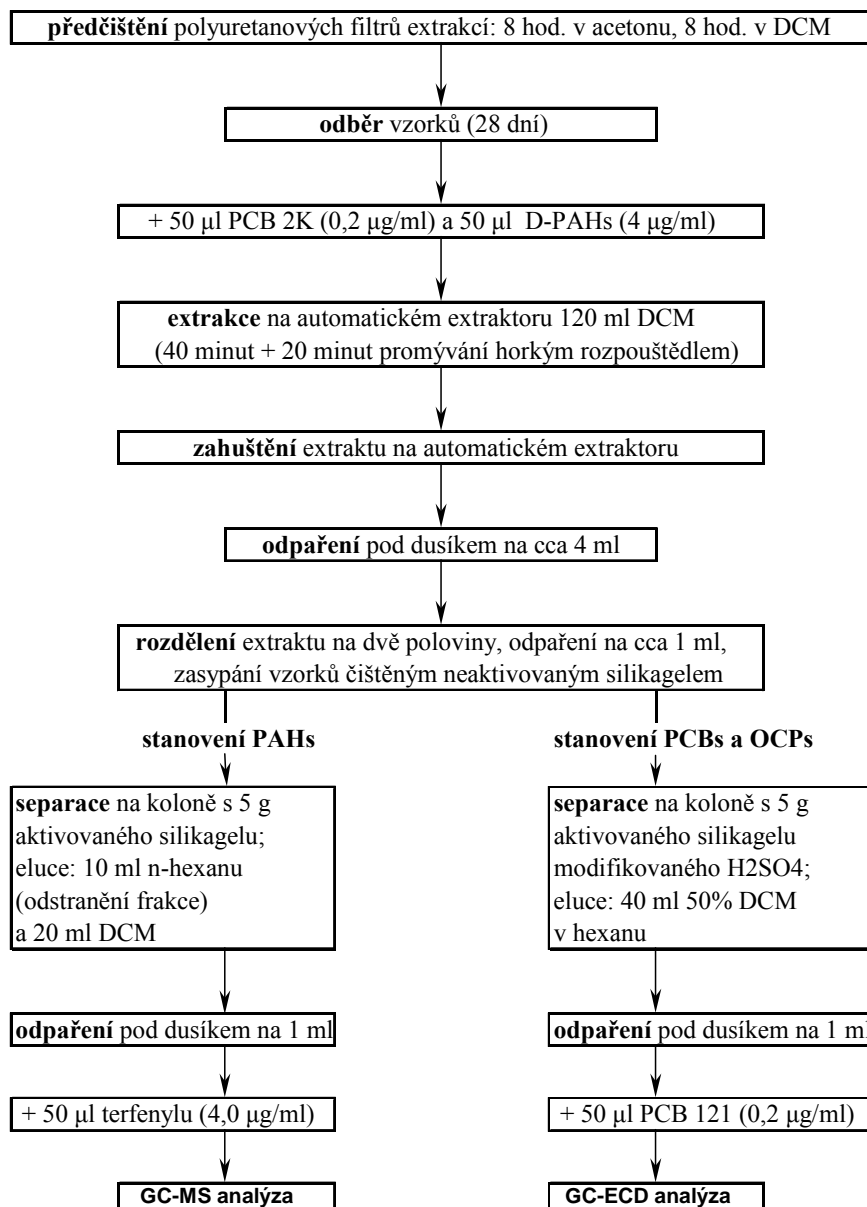 předčištění polyuretanových filtrů extrakcí: 8 hod. v acetonu, 8 hod. v DCM
odběr vzorků (28 dní)
+ 50 μl PCB 2K (0,2 μg/ml) a 50 μl D-PAHs (4 μg/ml)
extrakce na automatickém extraktoru 120 ml DCM
(40 minut + 20 minut promývání horkým rozpouštědlem)
zahuštění extraktu na automatickém extraktoru
odpaření pod dusíkem na cca 4 ml
rozdělení extraktu na dvě poloviny, odpaření na cca 1 ml,
zasypání vzorků čištěným neaktivovaným silikagelem
stanovení PAHs
separace na koloně s 5 g
aktivovaného silikagelu;
eluce: 10 ml n-hexanu
(odstranění frakce)
a 20 ml DCM
odpaření pod dusíkem na 1 ml
+ 50 μl terfenylu (4,0 μg/ml)
GC-MS analýza
stanovení PCBs a OCPs
separace na koloně s 5 g
aktivovaného silikagelu
modifikovaného H2SO4;
eluce: 40 ml 50% DCM
v hexanu
odpaření pod dusíkem na 1 ml
+ 50 μl PCB 121 (0,2 μg/ml)
GC-ECD analýza